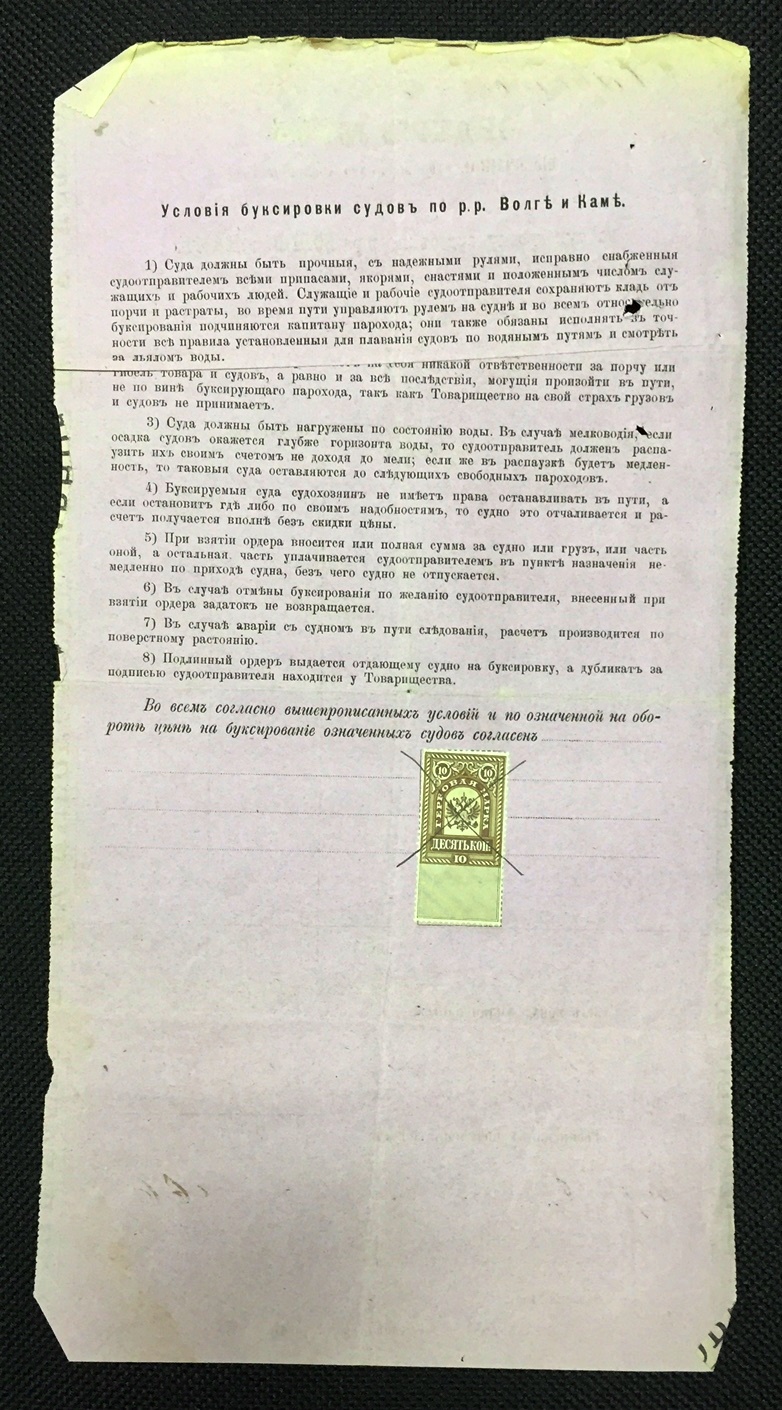 Условія буксировки судовъ по р.р. Волгѣ и Камѣ.
1) Суда должны быть прочныя, съ надежными рулями, исправно снабженныя
судоотправителемъ всѣми припасами, якорями, снастями и положеннымъ числомъ слу-
жащихъ и рабочихъ людей. Служащіе и рабочіе судоотправителя сохраняютъ кладь отъ
порчи и растраты, во время пути управляютъ рулемъ на суднѣ и во всемъ относительно
буксированія подчиняются капитану парохода; они также обязаны исполнять въ точ-
ности всѣ правила установленныя для плаванія судовъ по водянымъ путямъ и смотрѣть
за льяломъ воды.
на себя никакой отвѣтственности за порчу или
гибель товара и судовъ, а равно и за всѣ послѣдствія, могущія произойти въ пути,
не по винѣ буксирующаго парохода, такъ какъ Товарищество на свой страхъ грузовъ
и судовъ не принимаетъ.
3) Суда должны быть нагружены по состоянію воды. Въ случаѣ мелководія, если
осадка судовъ окажется глубже горизонта воды, то судоотправитель долженъ распа-
узить ихъ своимъ счетомъ не доходя до мели; если же въ распаузкѣ будетъ медлен-
ность, то таковыя суда оставляются до слѣдующихъ свободныхъ пароходовъ.
4) Буксируемыя суда судохозяинъ не имѣетъ права останавливать въ пути, а
если остановитъ гдѣ либо по своимъ надобностямъ, то судно это отчаливается и ра-
счетъ получается вполнѣ безъ скидки цѣны.
5) При взятіи ордера вносится или полная сумма за судно или грузъ, или часть
оной, а остальная часть уплачивается судоотправителемъ въ пунктѣ назначенія не-
медленно по приходѣ судна, безъ чего судно не отпускается.
6) Въ случаѣ отмѣны буксированія по желанію судоотправителя, внесенный при
взятіи ордера задатокъ не возвращается.
7) Въ случаѣ аваріи съ судномъ въ пути слѣдованія, расчетъ производится по
поверстному растоянію.
8) Подлинный ордеръ выдается отдающему судно на буксировку, а дубликатъ за
подписью судоотправителя находится у Товарищества.
Во всемъ согласно вышепрописанныхъ условій и по означенной на обо-
ротѣ цѣнѣ на буксированіе означенныхъ судовъ согласенъ
10 10
ГЕРБОВАЯ МАРКА
ДЕСЯТЬ КОП.
10